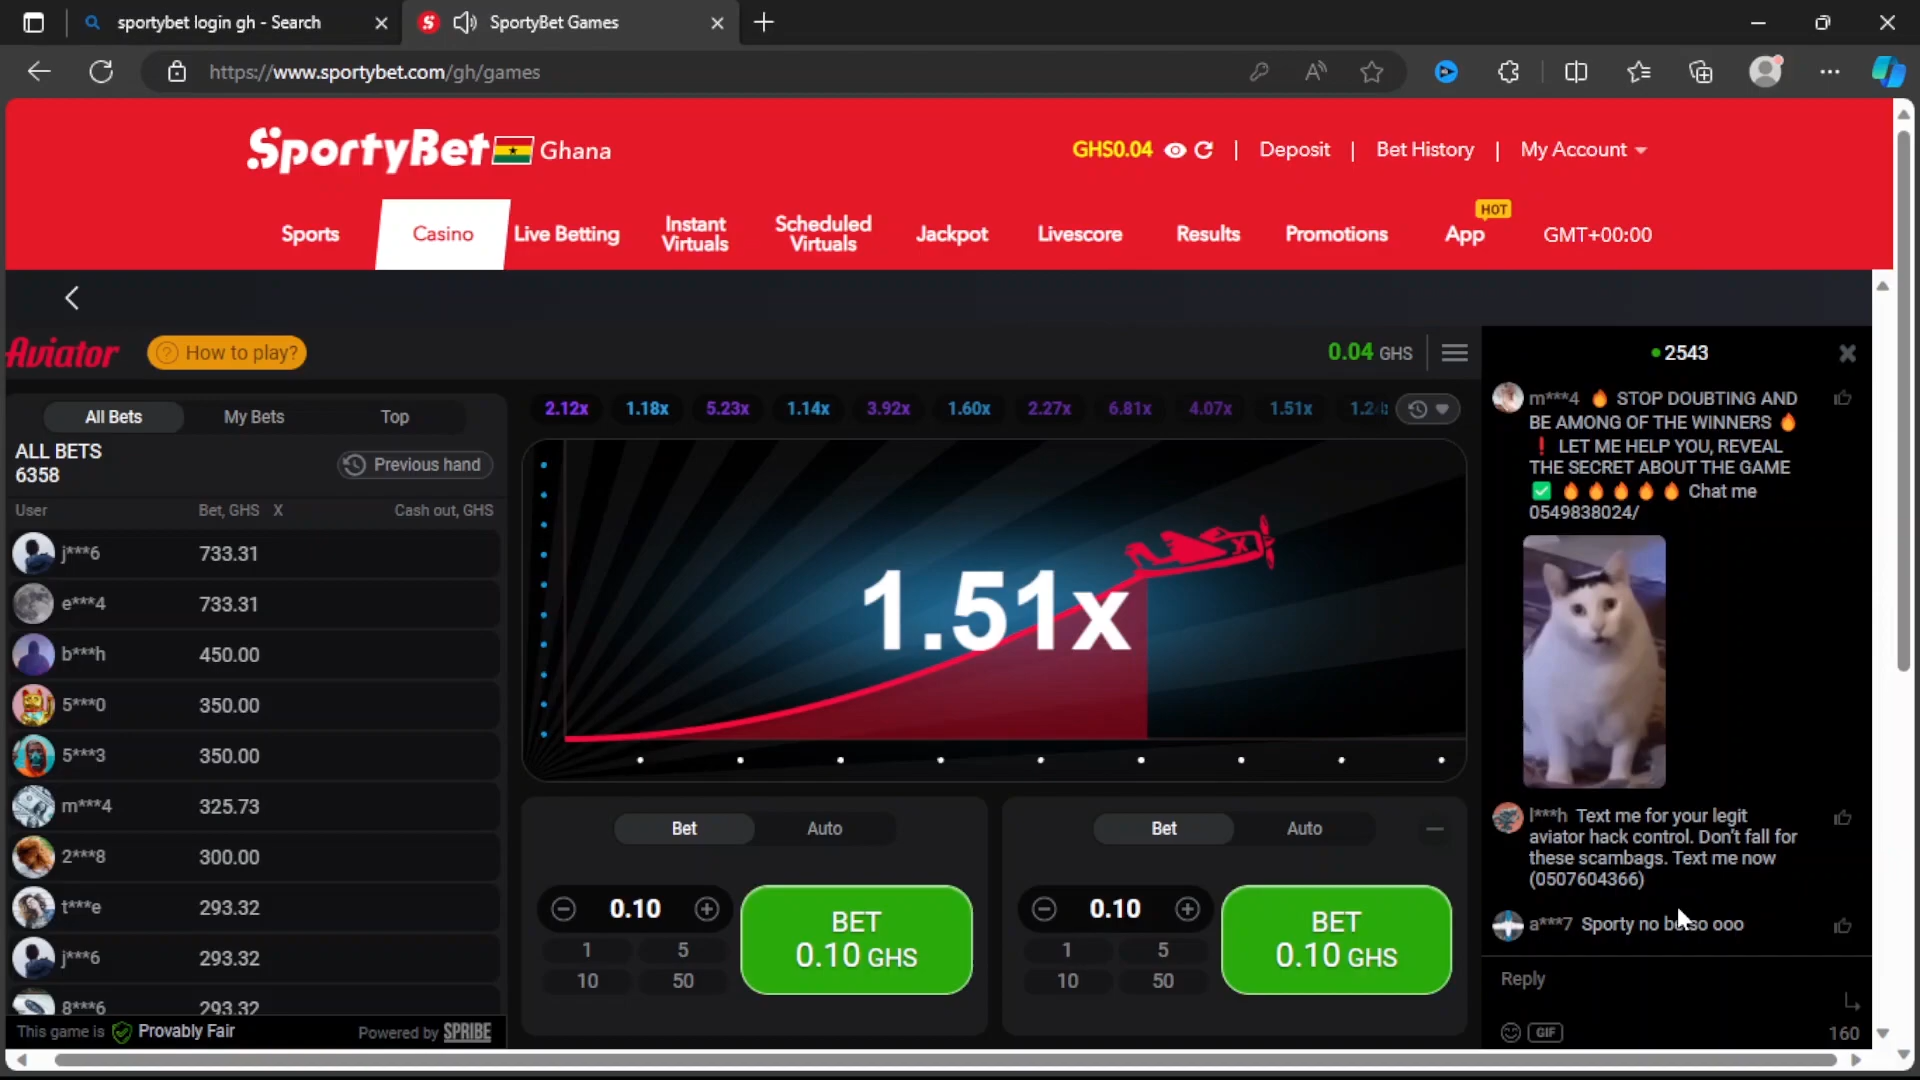 sportybet login gh - Search
SportyBet Games
https://www.sportybet.com/gh/games
SportyBet Ghana
GHS0.04 | Deposit | Bet History | My Account
Sports
Casino
Live Betting
Instant
Virtuals
Scheduled
Virtuals
Jackpot
Livescore
Results
Promotions
App
HOT
GMT+00:00
Aviator
? How to play?
0.04 GHS
2543
All Bets
My Bets
Top
ALL BETS
6358
Previous hand
User
Bet, GHS X
Cash out, GHS
j***6 733.31
e***4 733.31
b***h 450.00
5***0 350.00
5***3 350.00
m***4 325.73
2***8 300.00
t***e 293.32
j***6 293.32
8***6 293.32
This game is Provably Fair
Powered by SPRIBE
2.12x 1.18x 5.23x 1.14x 3.92x 1.60x 2.27x 6.81x 4.07x 1.51x
1.51x
X
Bet Auto
0.10
1 5
10 50
BET
0.10 GHS
Bet Auto
0.10
1 5
10 50
BET
0.10 GHS
m***4 🔥 STOP DOUBTING AND
BE AMONG OF THE WINNERS 🔥
❗ LET ME HELP YOU, REVEAL
THE SECRET ABOUT THE GAME
✅ 🔥 🔥 🔥 🔥 🔥 Chat me
0549838024/
l***h Text me for your legit
aviator hack control. Don't fall for
these scambags. Text me now
(0507604366)
a***7 Sporty no ooo
Reply
GIF
160